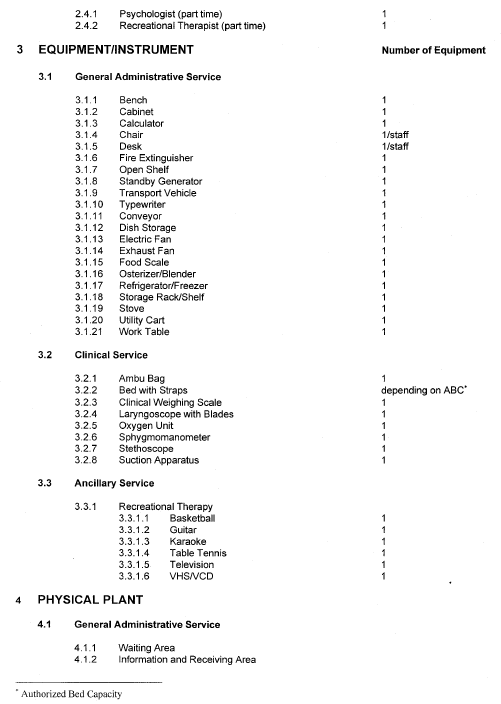 2.4.1 Psychologist (part time) 1
2.4.2 Recreational Therapist (part time) 1
3 EQUIPMENT/INSTRUMENT Number of Equipment
3.1 General Administrative Service
3.1.1 Bench 1
3.1.2 Cabinet 1
3.1.3 Calculator 1
3.1.4 Chair 1/staff
3.1.5 Desk 1/staff
3.1.6 Fire Extinguisher 1
3.1.7 Open Shelf 1
3.1.8 Standby Generator 1
3.1.9 Transport Vehicle 1
3.1.10 Typewriter 1
3.1.11 Conveyor 1
3.1.12 Dish Storage 1
3.1.13 Electric Fan 1
3.1.14 Exhaust Fan 1
3.1.15 Food Scale 1
3.1.16 Osterizer/Blender 1
3.1.17 Refrigerator/Freezer 1
3.1.18 Storage Rack/Shelf 1
3.1.19 Stove 1
3.1.20 Utility Cart 1
3.1.21 Work Table 1
3.2 Clinical Service
3.2.1 Ambu Bag 1
3.2.2 Bed with Straps depending on ABC*
3.2.3 Clinical Weighing Scale 1
3.2.4 Laryngoscope with Blades 1
3.2.5 Oxygen Unit 1
3.2.6 Sphygmomanometer 1
3.2.7 Stethoscope 1
3.2.8 Suction Apparatus 1
3.3 Ancillary Service
3.3.1 Recreational Therapy
3.3.1.1 Basketball 1
3.3.1.2 Guitar 1
3.3.1.3 Karaoke 1
3.3.1.4 Table Tennis 1
3.3.1.5 Television 1
3.3.1.6 VHS/VCD 1
4 PHYSICAL PLANT
4.1 General Administrative Service
4.1.1 Waiting Area
4.1.2 Information and Receiving Area
* Authorized Bed Capacity